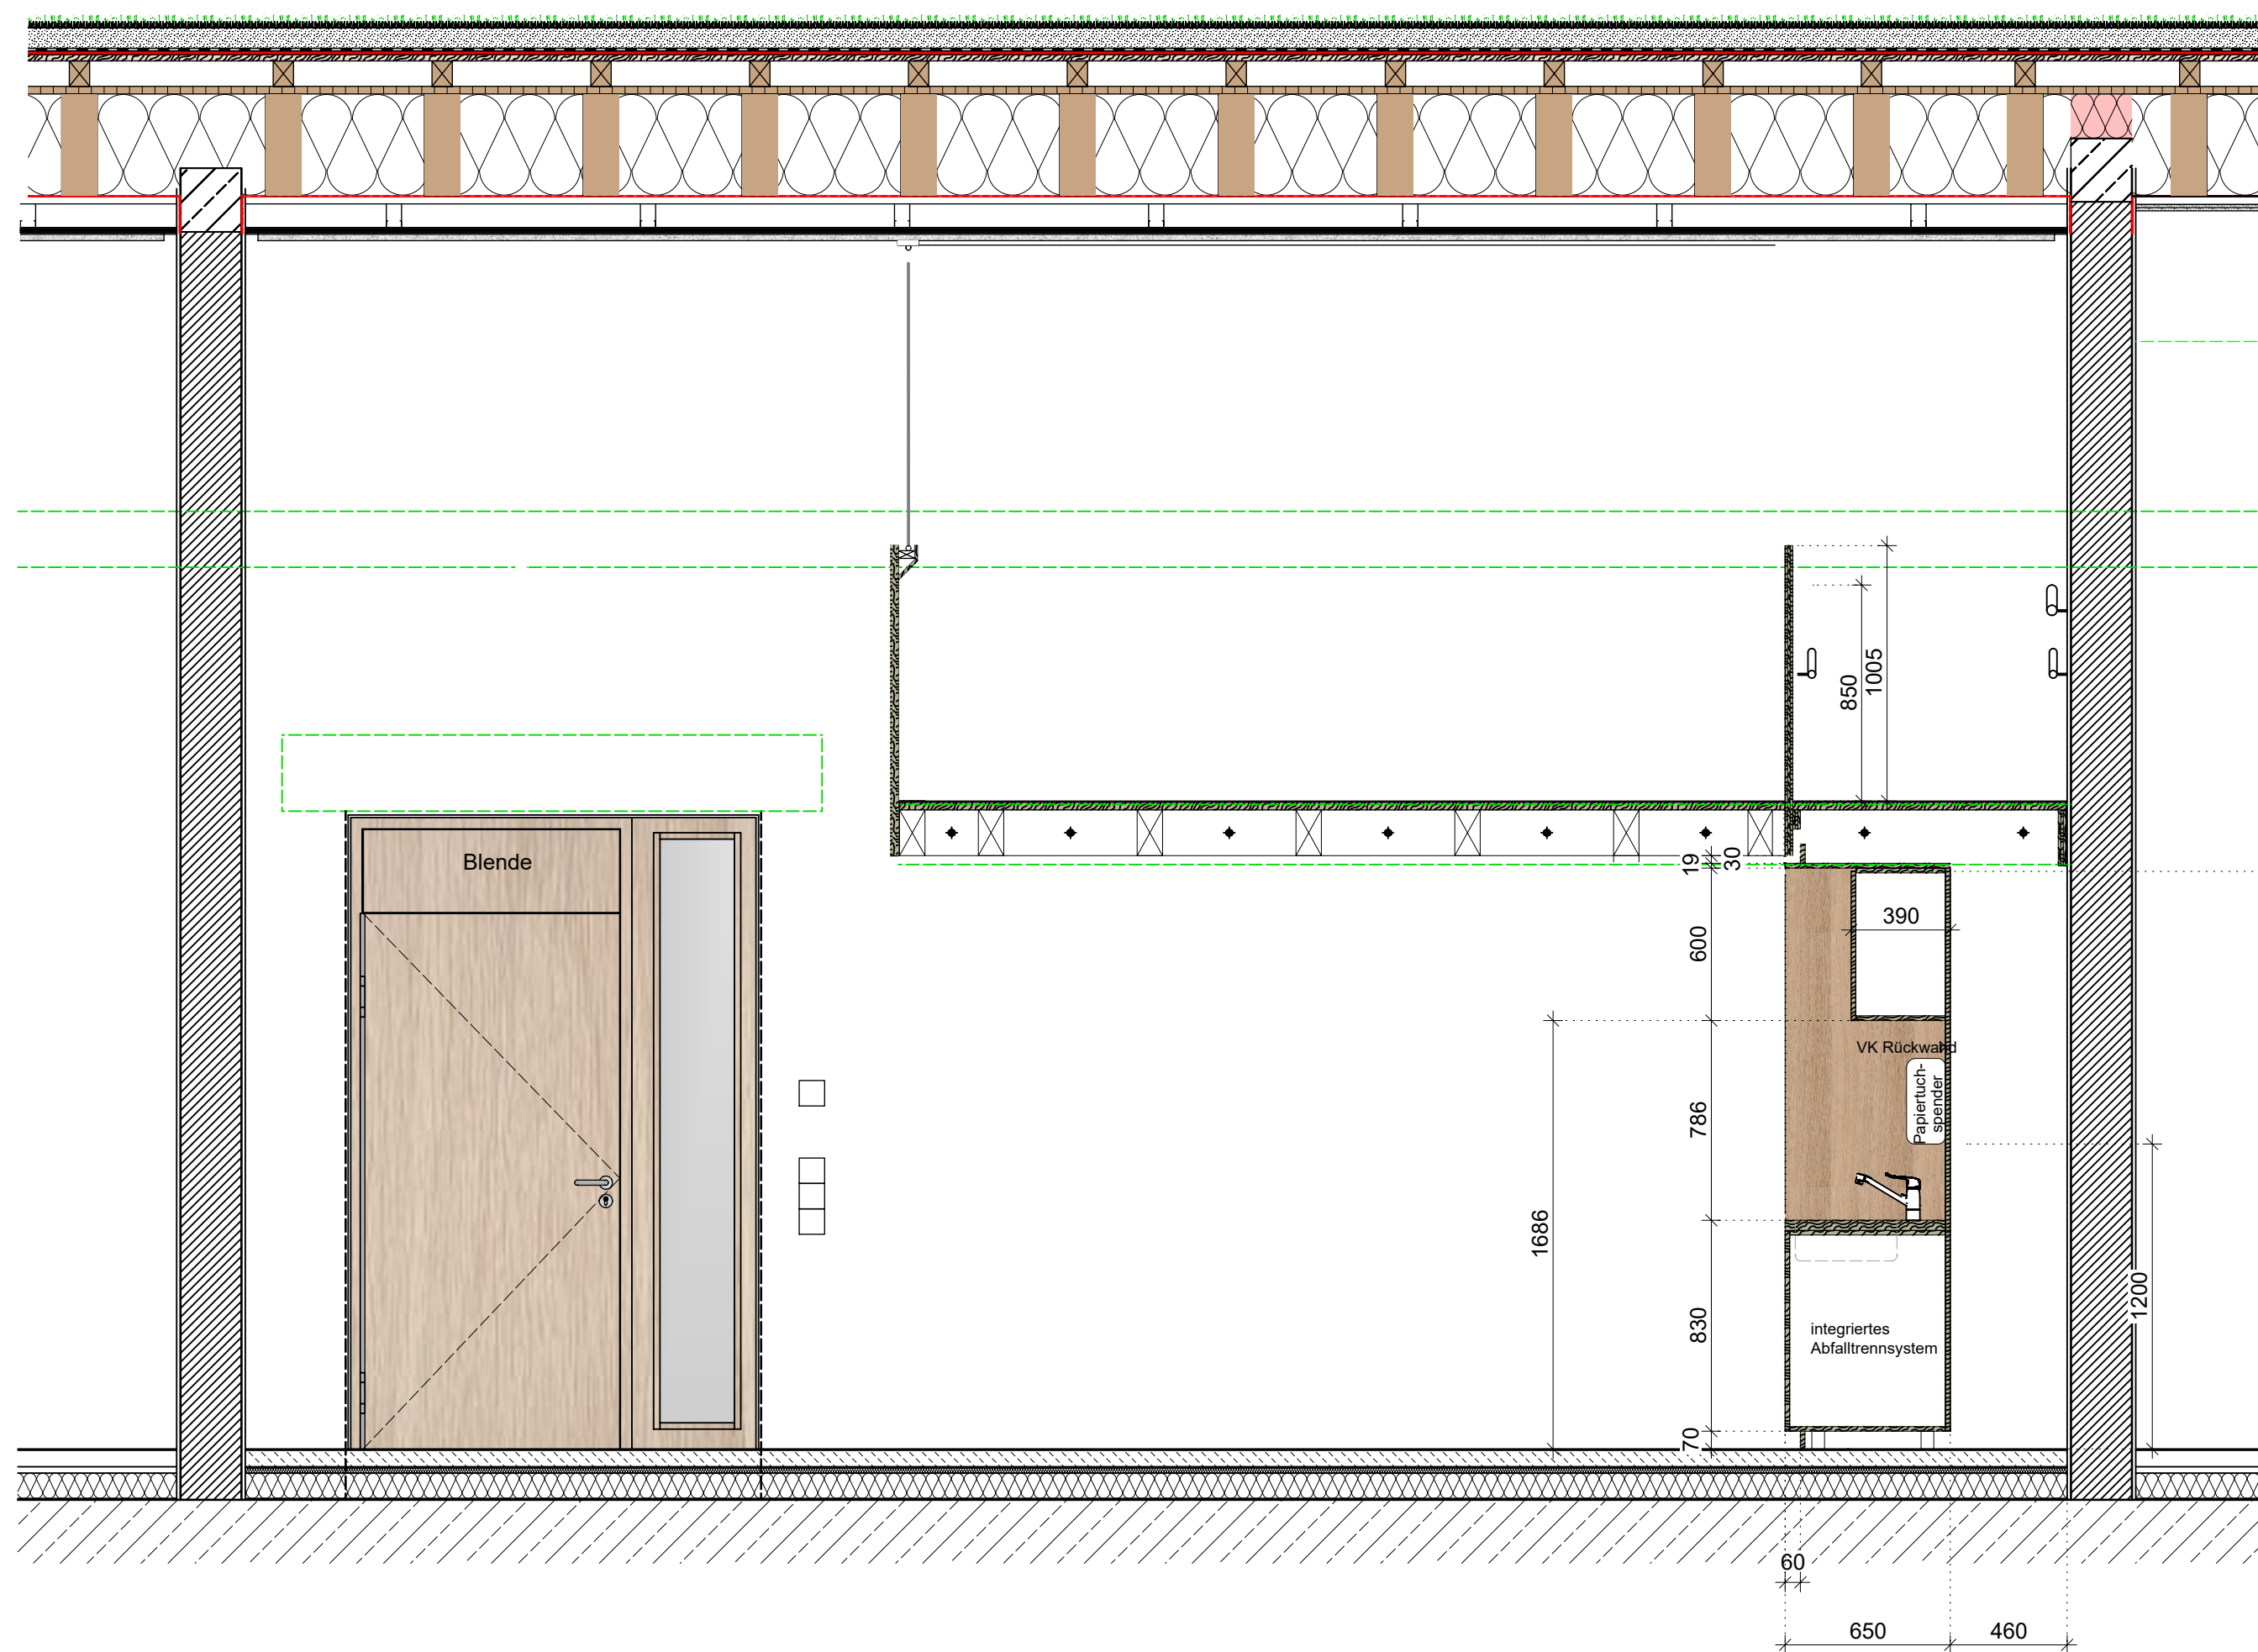 850
1005
Blende
19
30
390
600
VK Rückwand
Papiertuch-
spender
786
1686
1200
830
integriertes
Abfalltrennsystem
70
60
650
460